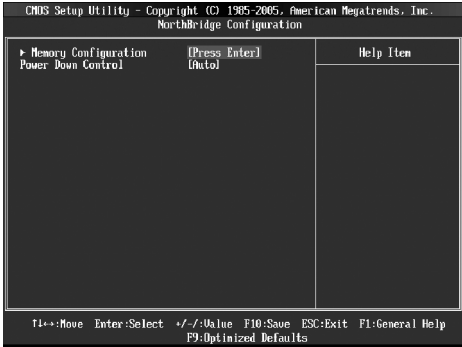 CMOS Setup Utility - Copyright (C) 1985-2005, American Megatrends, Inc.
NorthBridge Configuration
▶ Memory Configuration [Press Enter] Help Item
Power Down Control [Auto]
↑↓↔:Move Enter:Select +/-/:Value F10:Save ESC:Exit F1:General Help
F9:Optimized Defaults